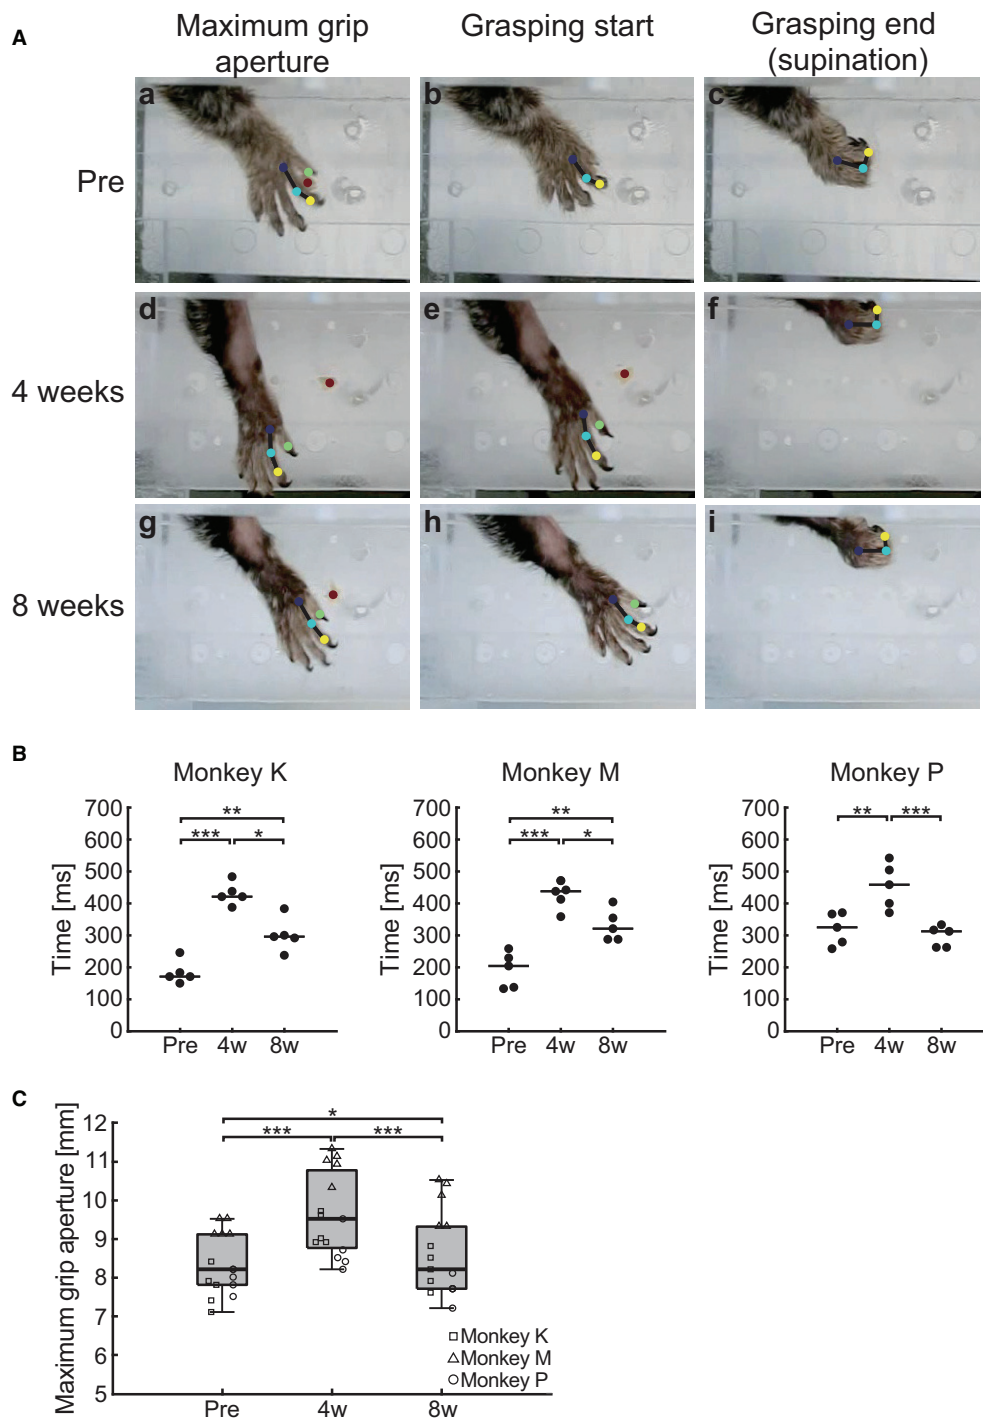 A
Maximum grip
aperture
Grasping start
Grasping end
(supination)
Pre
a
b
c
4 weeks
d
e
f
8 weeks
g
h
i
B
Monkey K
Monkey M
Monkey P
Time [ms]
700
600
500
400
300
200
100
0
** 
*** *
Pre 4w 8w
Time [ms]
700
600
500
400
300
200
100
0
**
*** *
Pre 4w 8w
Time [ms]
700
600
500
400
300
200
100
0
** ***
Pre 4w 8w
C
Maximum grip aperture [mm]
12
11
10
9
8
7
6
5
*
*** ***
Monkey K
Monkey M
Monkey P
Pre 4w 8w